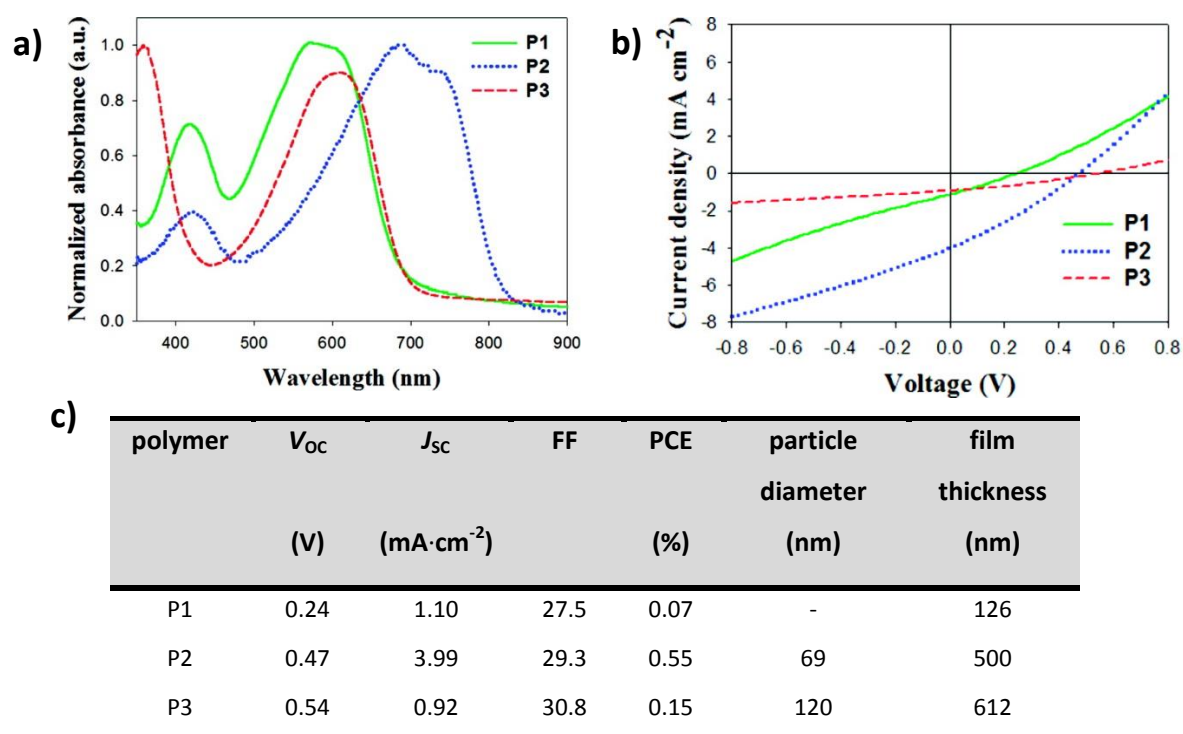 a)
Normalized absorbance (a.u.)
1.0
0.8
0.6
0.4
0.2
0.0
P1
P2
P3
400 500 600 700 800 900
Wavelength (nm)
b)
Current density (mA cm⁻²)
8
6
4
2
0
-2
-4
-6
-8
P1
P2
P3
-0.8 -0.6 -0.4 -0.2 0.0 0.2 0.4 0.6 0.8
Voltage (V)
c)
polymer V_OC J_SC FF PCE particle film
diameter thickness
(V) (mA·cm⁻²) (%) (nm) (nm)
P1 0.24 1.10 27.5 0.07 - 126
P2 0.47 3.99 29.3 0.55 69 500
P3 0.54 0.92 30.8 0.15 120 612